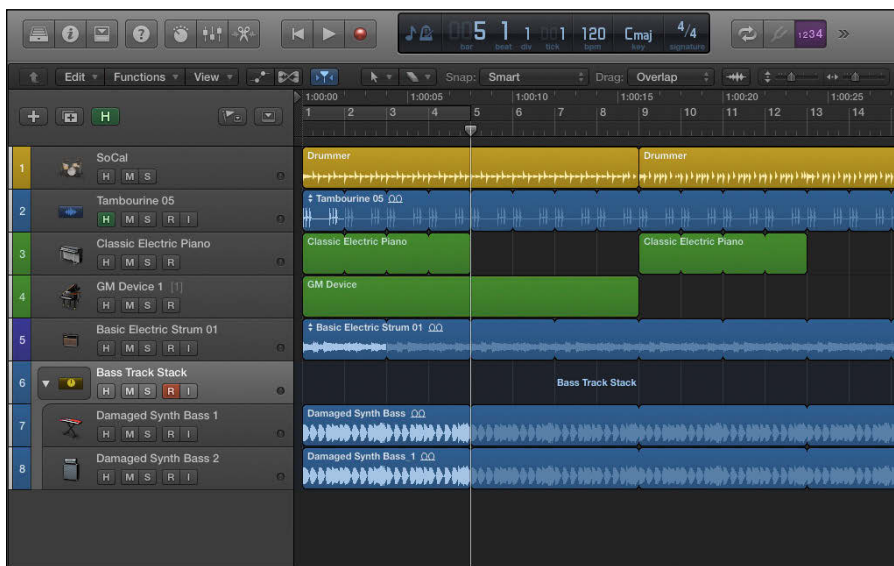 005 1 1 001 120 Cmaj 4/4
bar beat div tick bpm key signature
1234
Edit Functions View Snap: Smart Drag: Overlap
1:00:00 1:00:05 1:00:10 1:00:15 1:00:20 1:00:25
1 2 3 4 5 6 7 8 9 10 11 12 13 14
H
1 SoCal
H M S
Drummer Drummer
2 Tambourine 05
H M S R I
Tambourine 05
3 Classic Electric Piano
H M S R
Classic Electric Piano Classic Electric Piano
4 GM Device 1 [1]
H M S R
GM Device
5 Basic Electric Strum 01
H M S R I
Basic Electric Strum 01
6 Bass Track Stack
H M S R I
Bass Track Stack
7 Damaged Synth Bass 1
H M S R I
Damaged Synth Bass
8 Damaged Synth Bass 2
H M S R I
Damaged Synth Bass_1